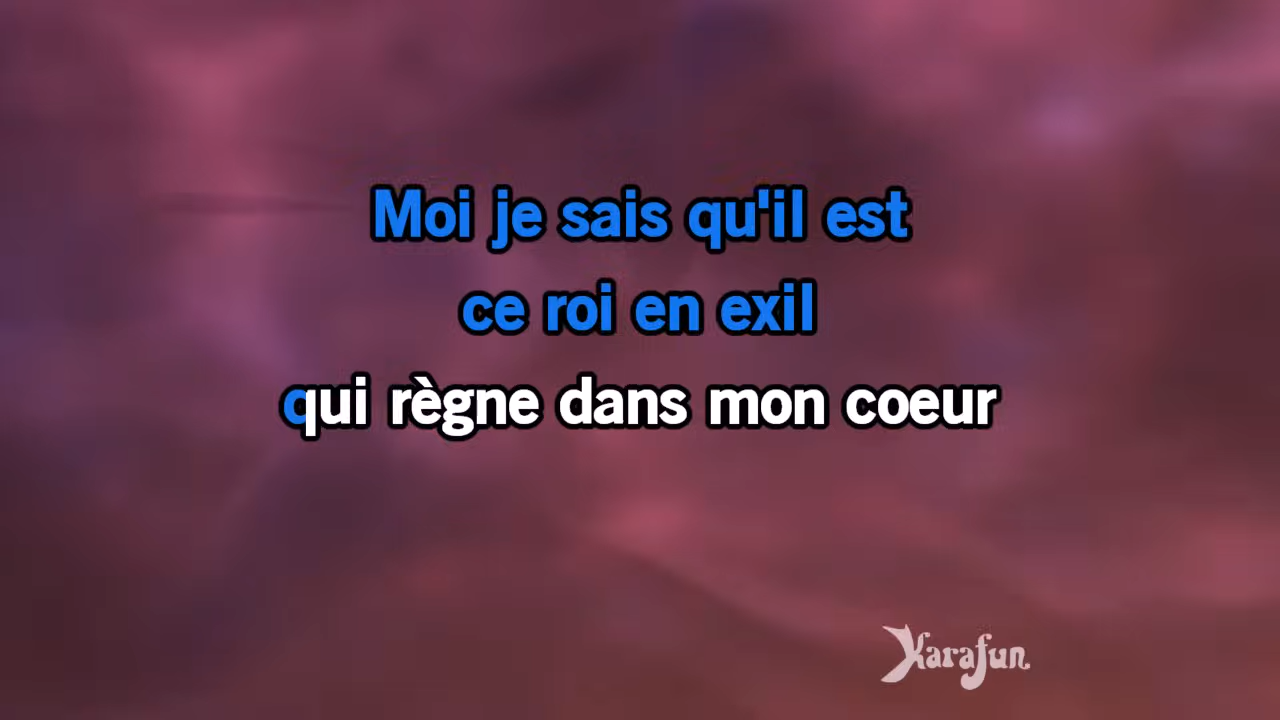 Moi je sais qu'il est
ce roi en exil
qui règne dans mon coeur
Karafun